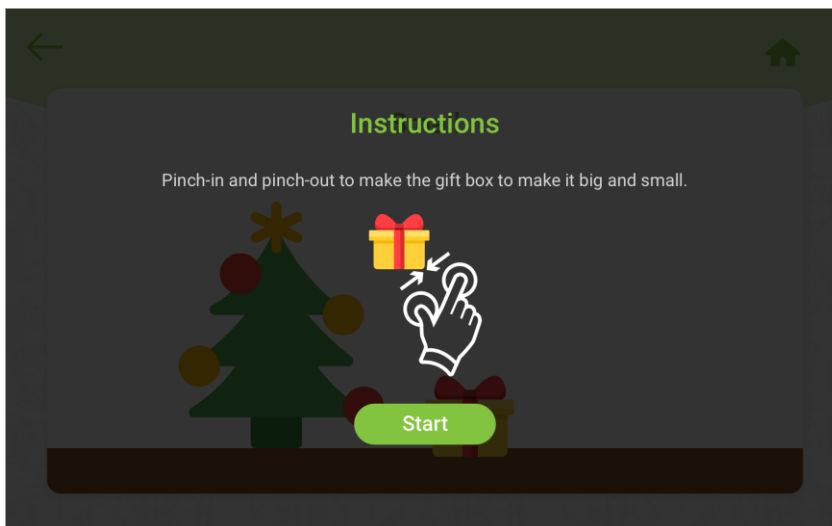 Instructions
Pinch-in and pinch-out to make the gift box to make it big and small.
Start